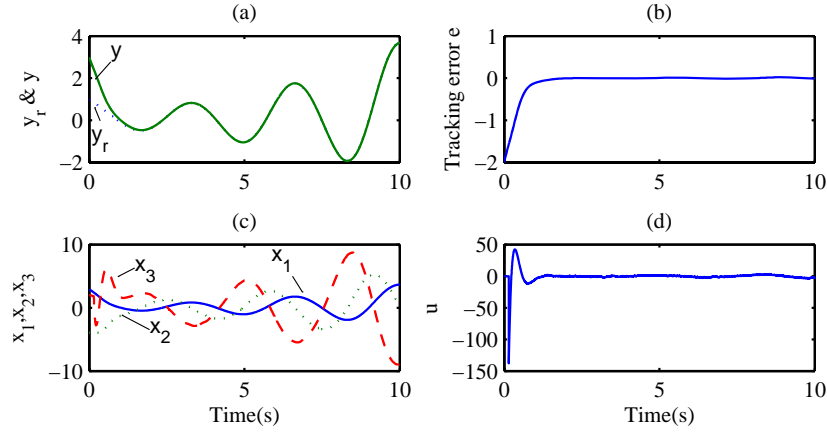 (a)
y_r & y
4
2
0
−2
0
5
10
y
y_r
(b)
Tracking error e
1
0
−1
−2
0
5
10
(c)
x_1,x_2,x_3
10
0
−10
0
5
10
x_3
x_1
x_2
Time(s)
(d)
u
50
0
−50
−100
−150
0
5
10
Time(s)